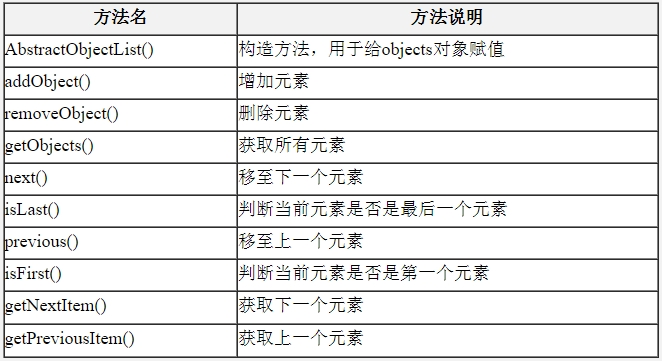 方法名 方法说明
AbstractObjectList() 构造方法，用于给objects对象赋值
addObject() 增加元素
removeObject() 删除元素
getObjects() 获取所有元素
next() 移至下一个元素
isLast() 判断当前元素是否是最后一个元素
previous() 移至上一个元素
isFirst() 判断当前元素是否是第一个元素
getNextItem() 获取下一个元素
getPreviousItem() 获取上一个元素